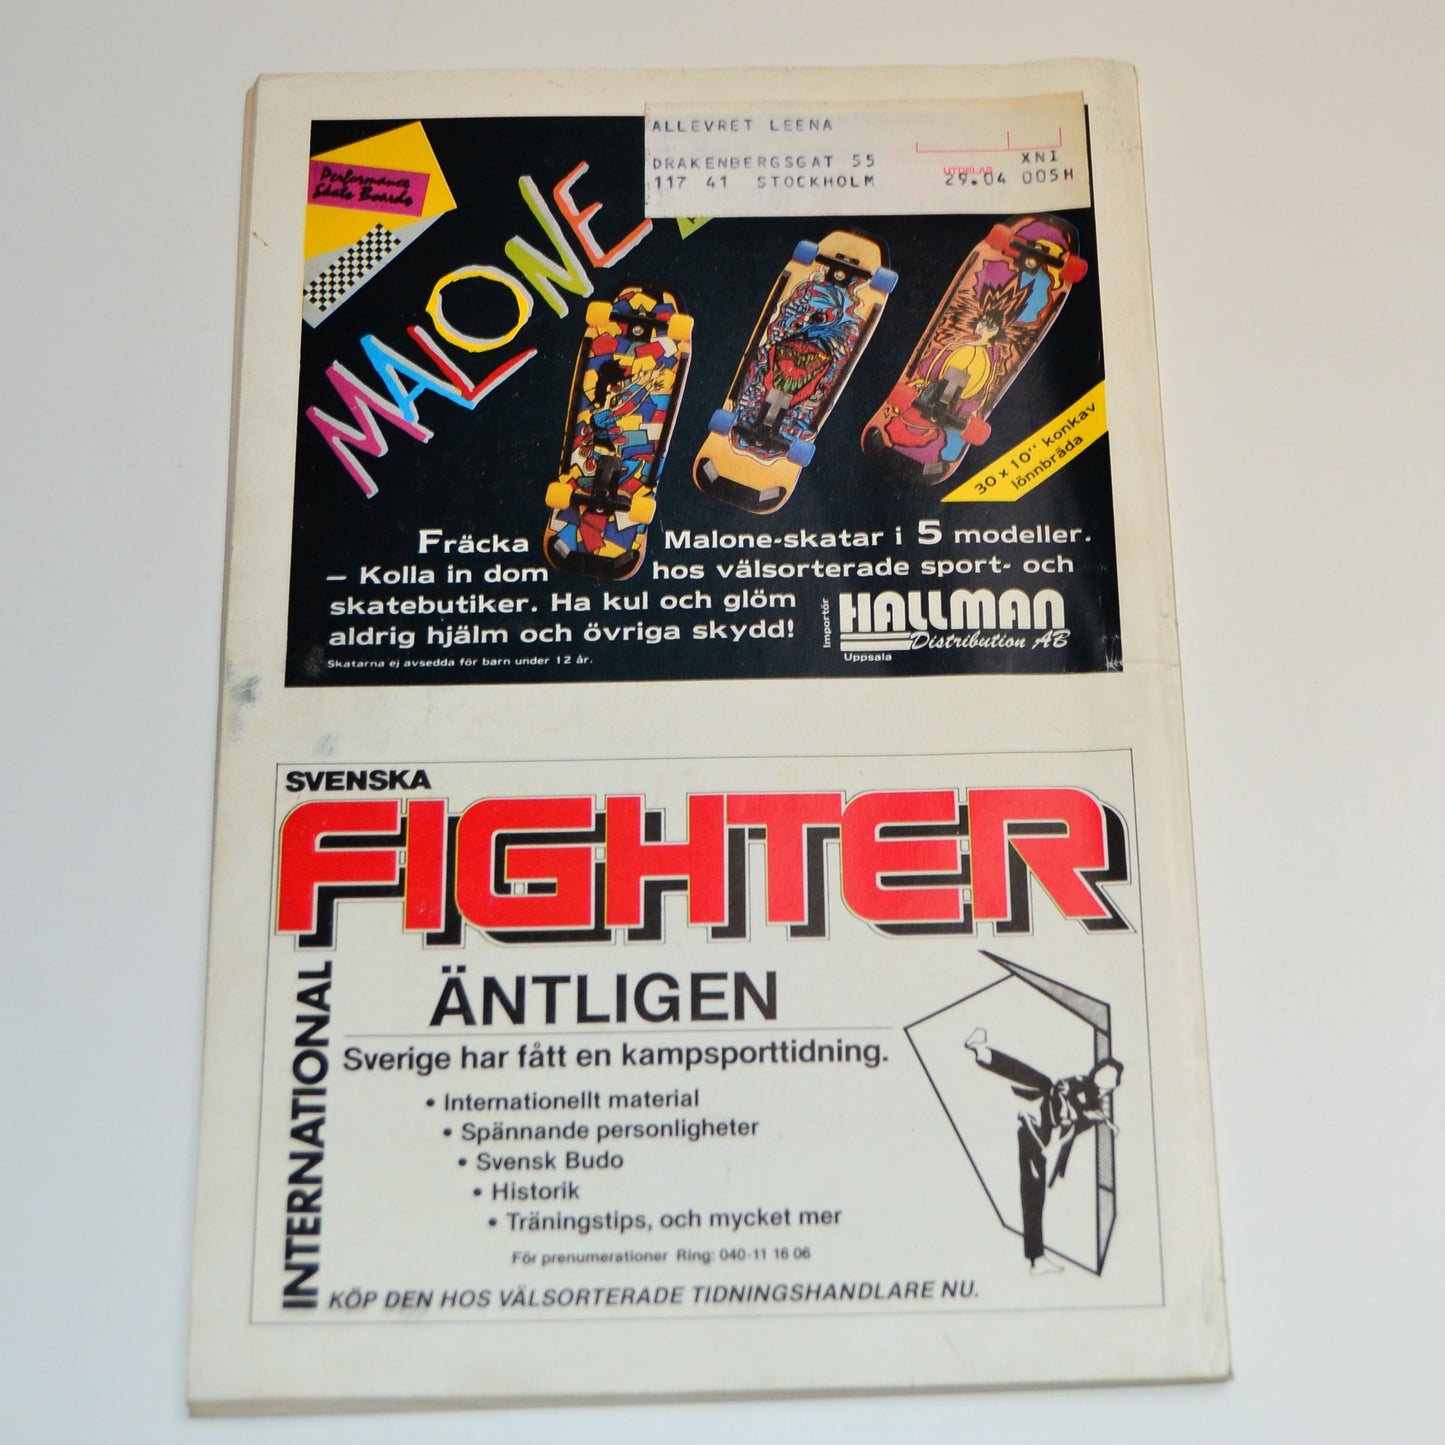 ALLEVRET LEENA
DRAKENBERGSGAT 55
117 41 STOCKHOLM
XNI
UTDELAS
29.04 005H
Performance
Skate Boards
MALONE
30 x 10" konkav
lönnbräda
Fräcka Malone-skatar i 5 modeller.
– Kolla in dom hos välsorterade sport- och
skatebutiker. Ha kul och glöm
aldrig hjälm och övriga skydd!
Skatarna ej avsedda för barn under 12 år.
Importör
HALLMAN
Distribution AB
Uppsala
SVENSKA
FIGHTER
INTERNATIONAL
ÄNTLIGEN
Sverige har fått en kampsporttidning.
• Internationellt material
• Spännande personligheter
• Svensk Budo
• Historik
• Träningstips, och mycket mer
För prenumerationer Ring: 040-11 16 06
KÖP DEN HOS VÄLSORTERADE TIDNINGSHANDLARE NU.